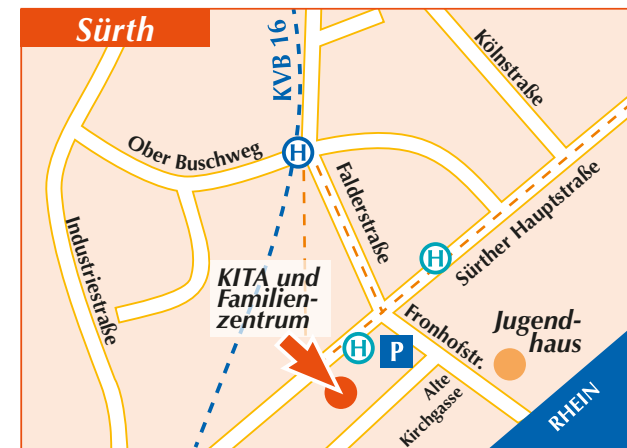 Sürth
KVB 16
Kölnstraße
H
Ober Buschweg
Falderstraße
Sürther Hauptstraße
Industriestraße
H
KITA und
Familien-
zentrum
H
P
Fronhofstr.
Jugend-
haus
Alte
Kirchgasse
RHEIN